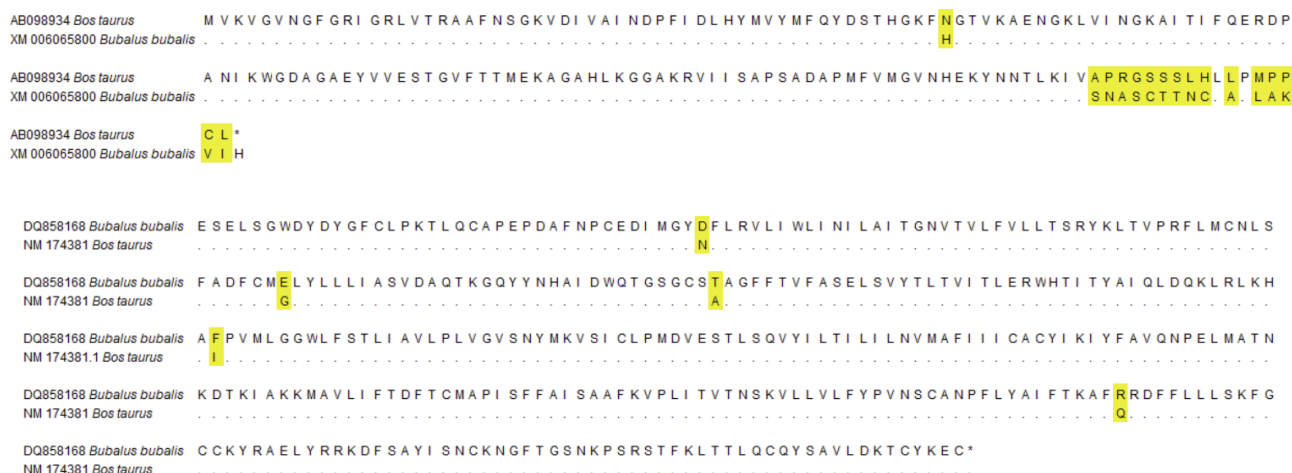 AB098934 Bos taurus M V K V G V N G F G R I G R L V T R A A F N S G K V D I V A I N D P F I D L H Y M V Y M F Q Y D S T H G K F N G T V K A E N G K L V I N G K A I T I F Q E R D P
XM 006065800 Bubalus bubalis . . . . . . . . . . . . . . . . . . . . . . . . . . . . . . . . . . . . . . . . . . . . . . . . . . . . . . H . . . . . . . . . . . . . . . . . . . . . . . . .
AB098934 Bos taurus A N I K W G D A G A E Y V V E S T G V F T T M E K A G A H L K G G A K R V I I S A P S A D A P M F V M G V N H E K Y N N T L K I V A P R G S S S L H L L P M P P
XM 006065800 Bubalus bubalis . . . . . . . . . . . . . . . . . . . . . . . . . . . . . . . . . . . . . . . . . . . . . . . . . . . . . . . . . . . . . . . . . S N A S C T T N C . A . L A K
AB098934 Bos taurus C L *
XM 006065800 Bubalus bubalis V I H
DQ858168 Bubalus bubalis E S E L S G W D Y D Y G F C L P K T L Q C A P E P D A F N P C E D I M G Y D F L R V L I W L I N I L A I T G N V T V L F V L L T S R Y K L T V P R F L M C N L S
NM 174381 Bos taurus . . . . . . . . . . . . . . . . . . . . . . . . . . . . . . . . . . . . . N . . . . . . . . . . . . . . . . . . . . . . . . . . . . . . . . . . . . . . . . . .
DQ858168 Bubalus bubalis F A D F C M E L Y L L L I A S V D A Q T K G Q Y Y N H A I D W Q T G S G C S T A G F F T V F A S E L S V Y T L T V I T L E R W H T I T Y A I Q L D Q K L R L K H
NM 174381 Bos taurus . . . . . . G . . . . . . . . . . . . . . . . . . . . . . . . . . . . . . . A . . . . . . . . . . . . . . . . . . . . . . . . . . . . . . . . . . . . . . . . .
DQ858168 Bubalus bubalis A F P V M L G G W L F S T L I A V L P L V G V S N Y M K V S I C L P M D V E S T L S Q V Y I L T I L I L N V M A F I I I C A C Y I K I Y F A V Q N P E L M A T N
NM 174381.1 Bos taurus . I . . . . . . . . . . . . . . . . . . . . . . . . . . . . . . . . . . . . . . . . . . . . . . . . . . . . . . . . . . . . . . . . . . . . . . . . . . . . . .
DQ858168 Bubalus bubalis K D T K I A K K M A V L I F T D F T C M A P I S F F A I S A A F K V P L I T V T N S K V L L V L F Y P V N S C A N P F L Y A I F T K A F R R D F F L L L S K F G
NM 174381 Bos taurus . . . . . . . . . . . . . . . . . . . . . . . . . . . . . . . . . . . . . . . . . . . . . . . . . . . . . . . . . . . . . . . . . . . . Q . . . . . . . . . . .
DQ858168 Bubalus bubalis C C K Y R A E L Y R R K D F S A Y I S N C K N G F T G S N K P S R S T F K L T T L Q C Q Y S A V L D K T C Y K E C *
NM 174381 Bos taurus . . . . . . . . . . . . . . . . . . . . . . . . . . . . . . . . . . . . . . . . . . . . . . . . . . . . . . . . . .